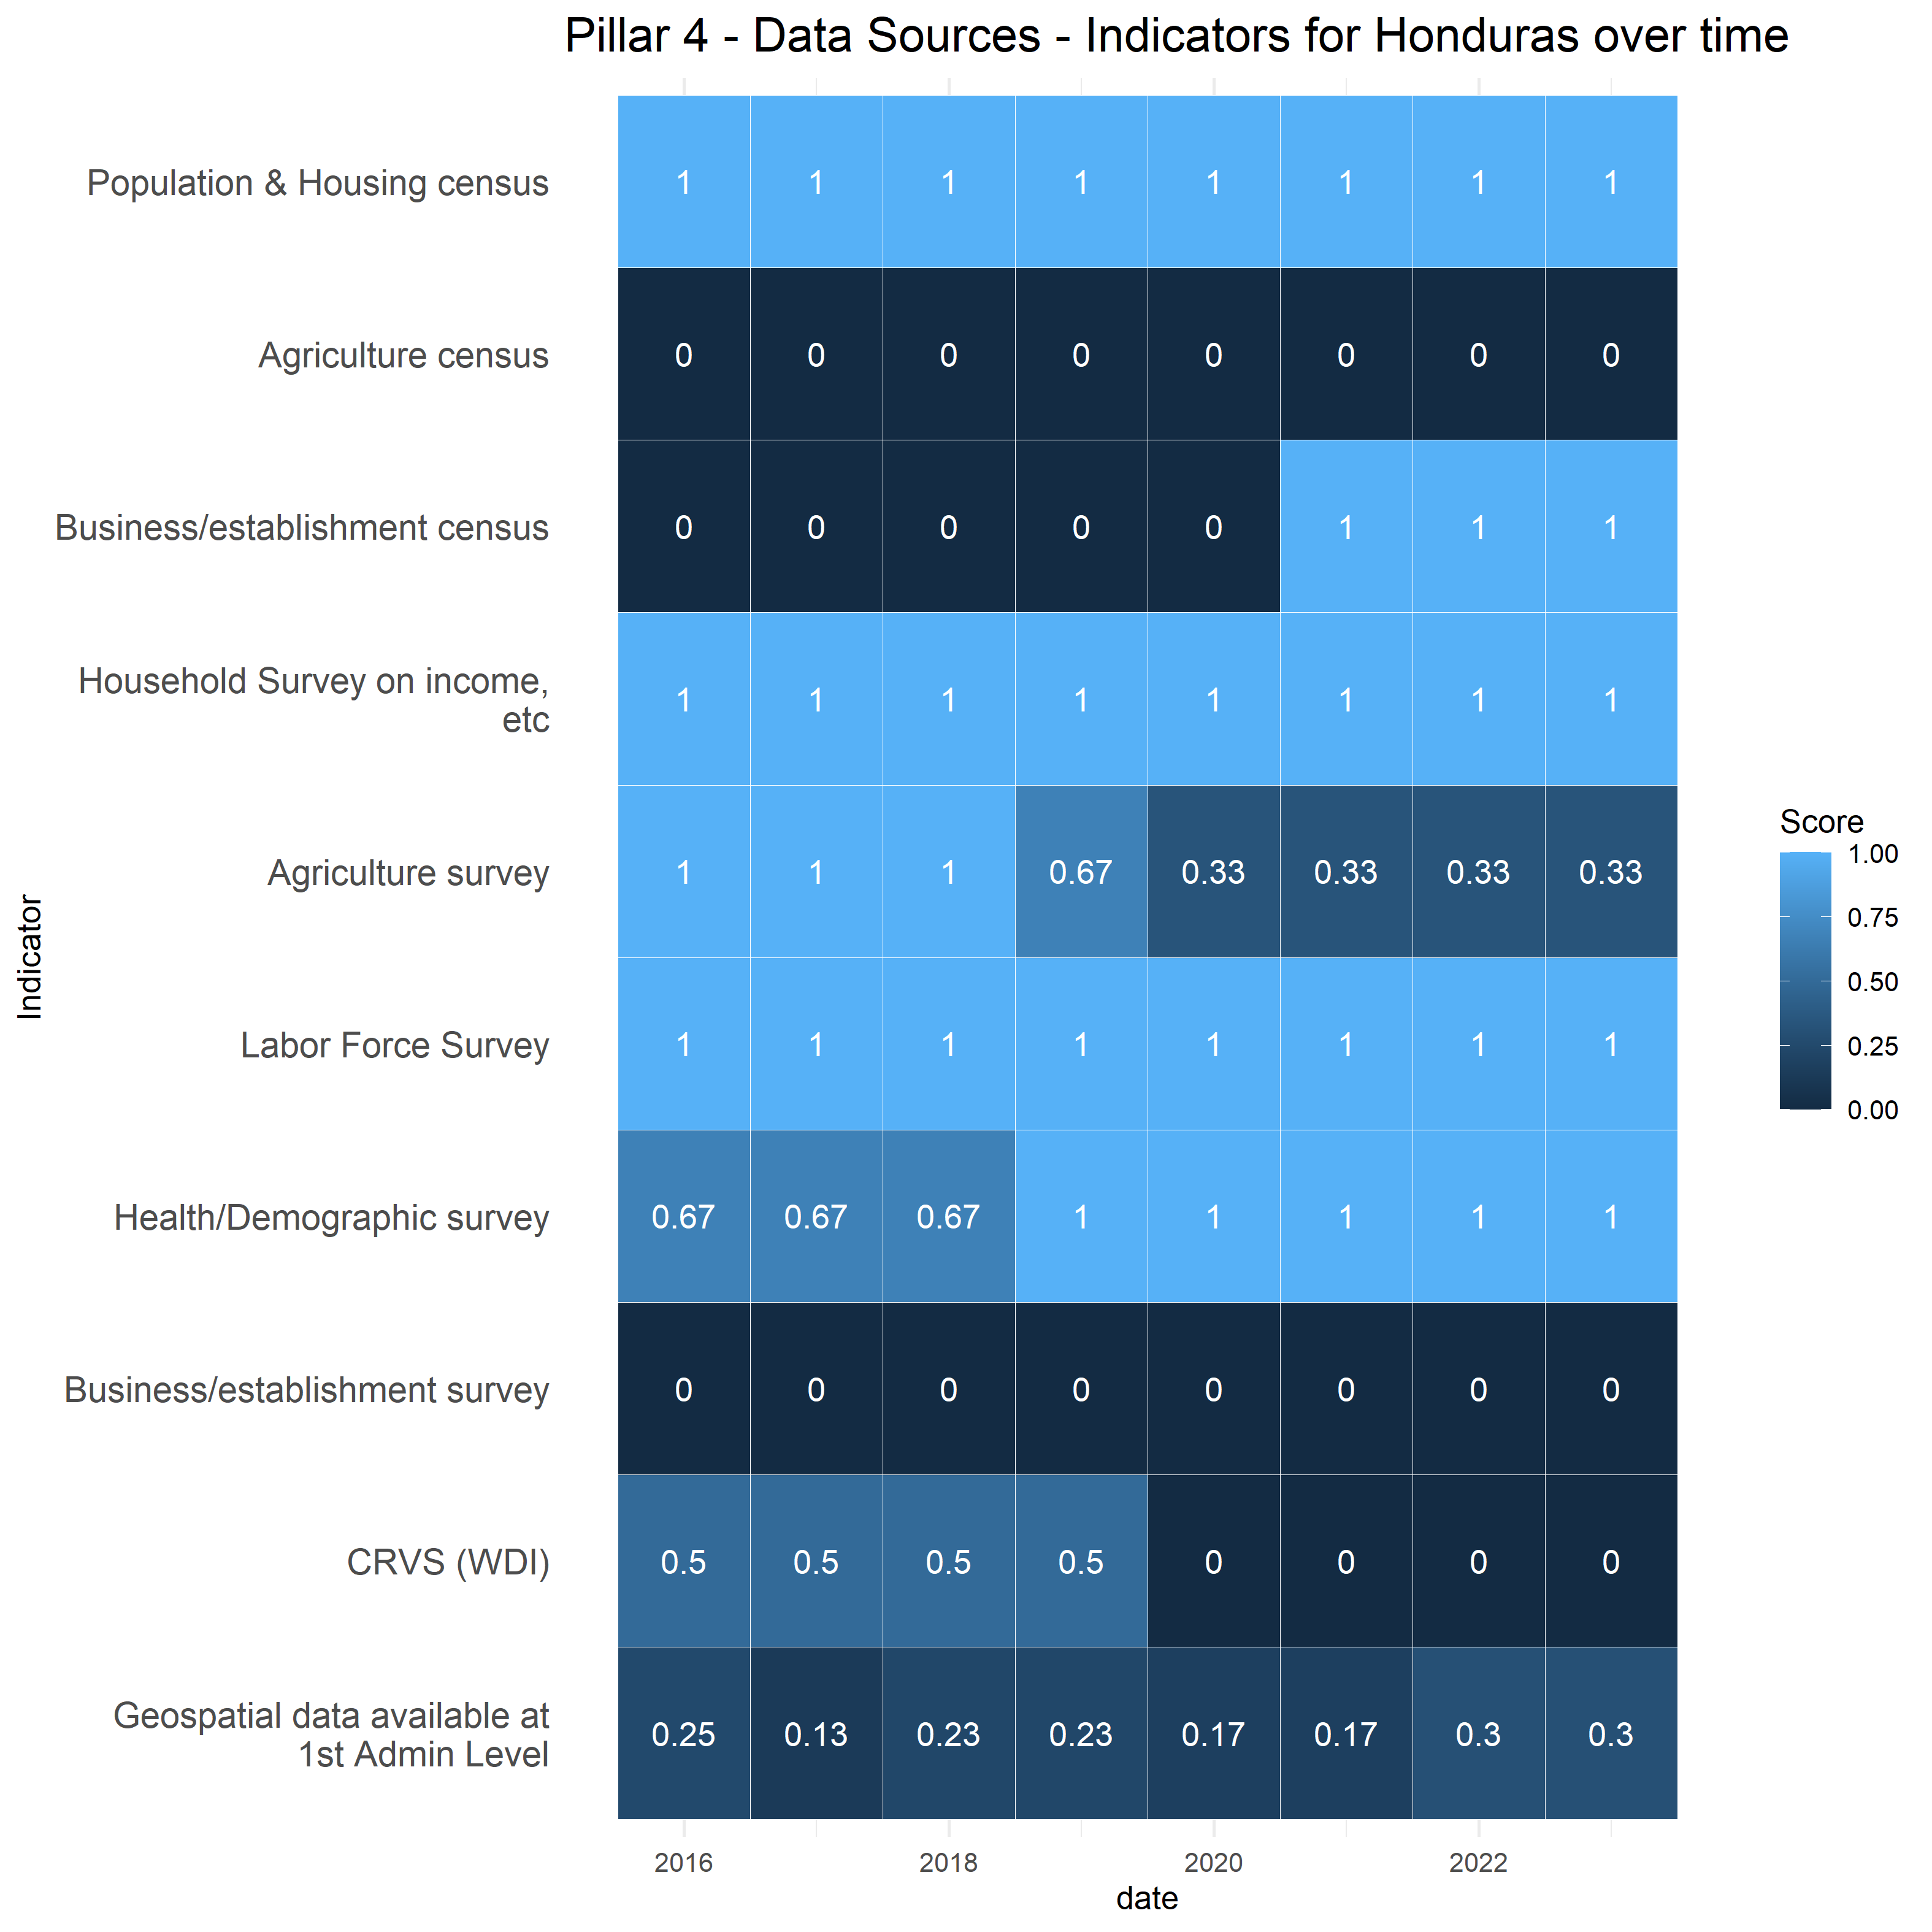 Pillar 4 - Data Sources - Indicators for Honduras over time
Population & Housing census
1 1 1 1 1 1 1 1
Agriculture census
0 0 0 0 0 0 0 0
Business/establishment census
0 0 0 0 0 1 1 1
Household Survey on income,
etc
1 1 1 1 1 1 1 1
Agriculture survey
1 1 1 0.67 0.33 0.33 0.33 0.33
Labor Force Survey
1 1 1 1 1 1 1 1
Health/Demographic survey
0.67 0.67 0.67 1 1 1 1 1
Business/establishment survey
0 0 0 0 0 0 0 0
CRVS (WDI)
0.5 0.5 0.5 0.5 0 0 0 0
Geospatial data available at
1st Admin Level
0.25 0.13 0.23 0.23 0.17 0.17 0.3 0.3
2016 2018 2020 2022
date
Indicator
Score
1.00
0.75
0.50
0.25
0.00